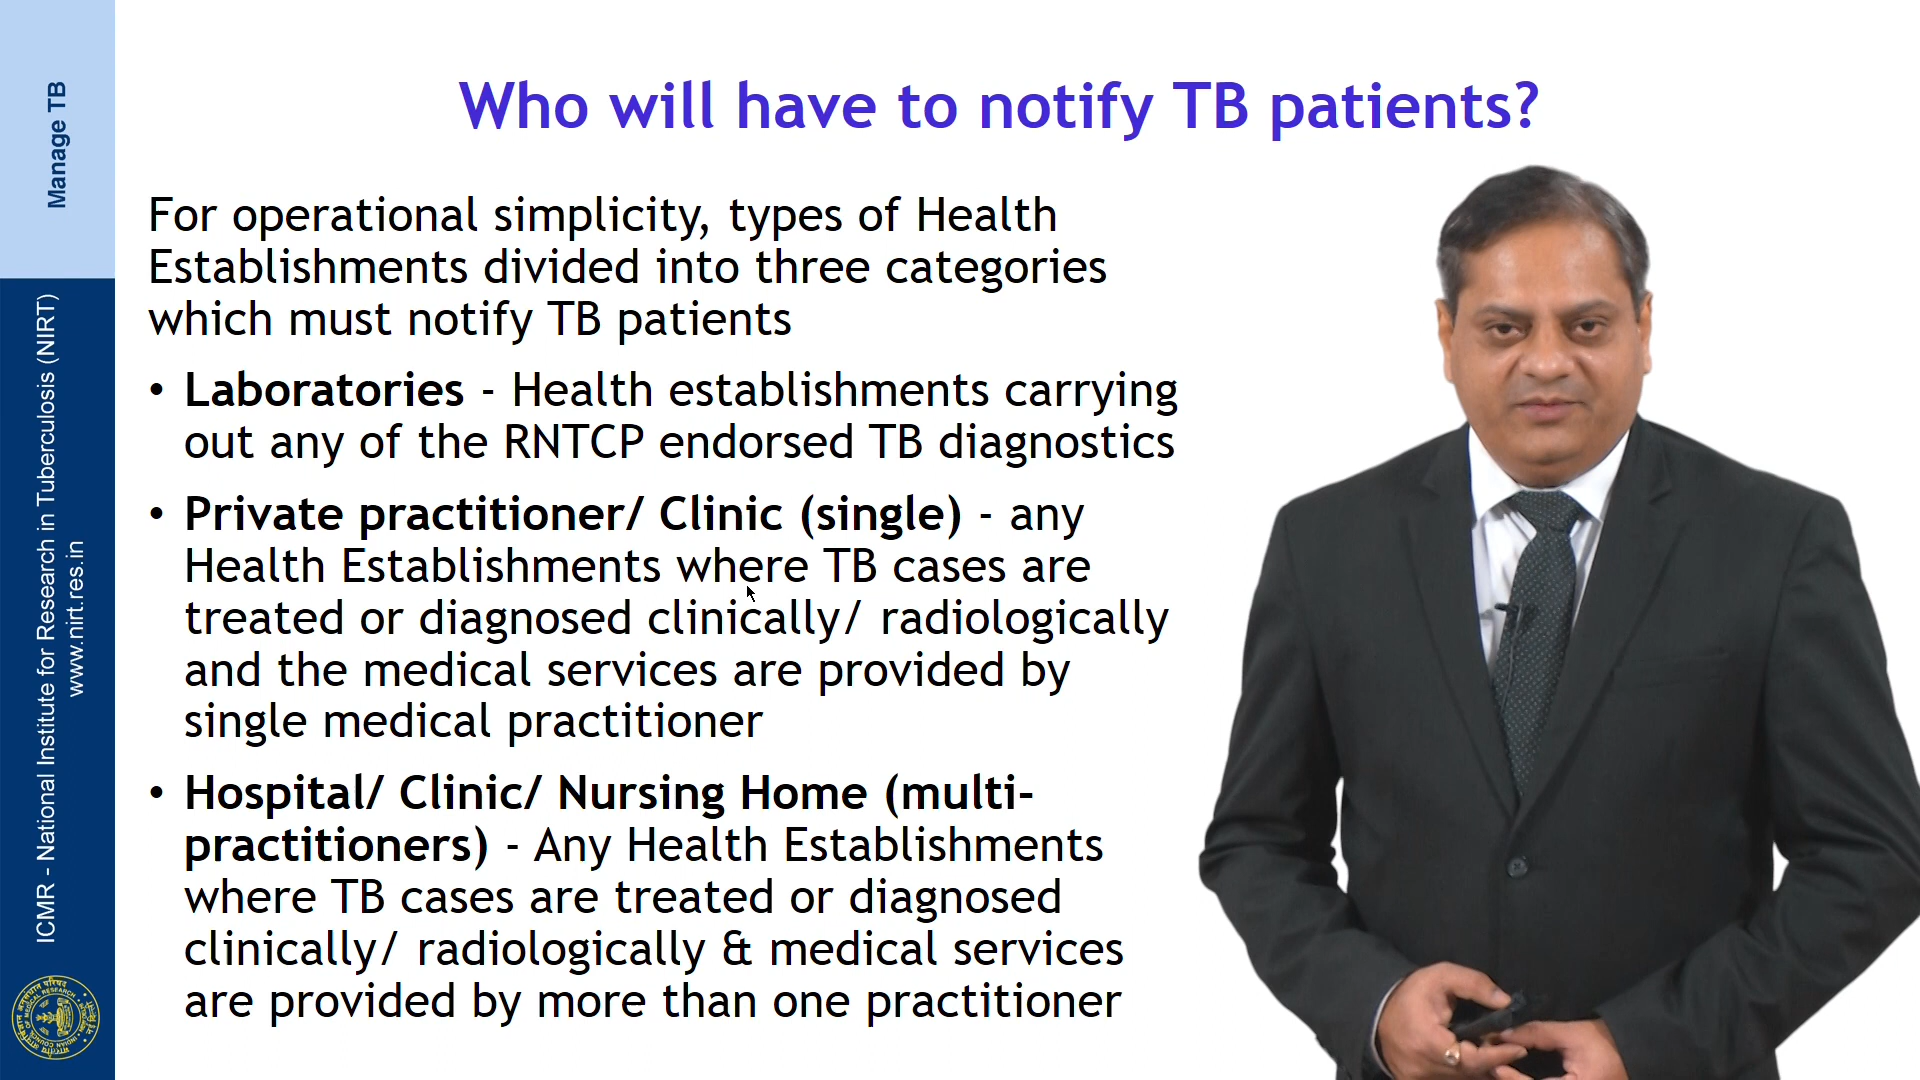 Manage TB
ICMR - National Institute for Research in Tuberculosis (NIRT)
www.nirt.res.in
Who will have to notify TB patients?
For operational simplicity, types of Health
Establishments divided into three categories
which must notify TB patients
• Laboratories - Health establishments carrying
out any of the RNTCP endorsed TB diagnostics
• Private practitioner/ Clinic (single) - any
Health Establishments where TB cases are
treated or diagnosed clinically/ radiologically
and the medical services are provided by
single medical practitioner
• Hospital/ Clinic/ Nursing Home (multi-
practitioners) - Any Health Establishments
where TB cases are treated or diagnosed
clinically/ radiologically & medical services
are provided by more than one practitioner